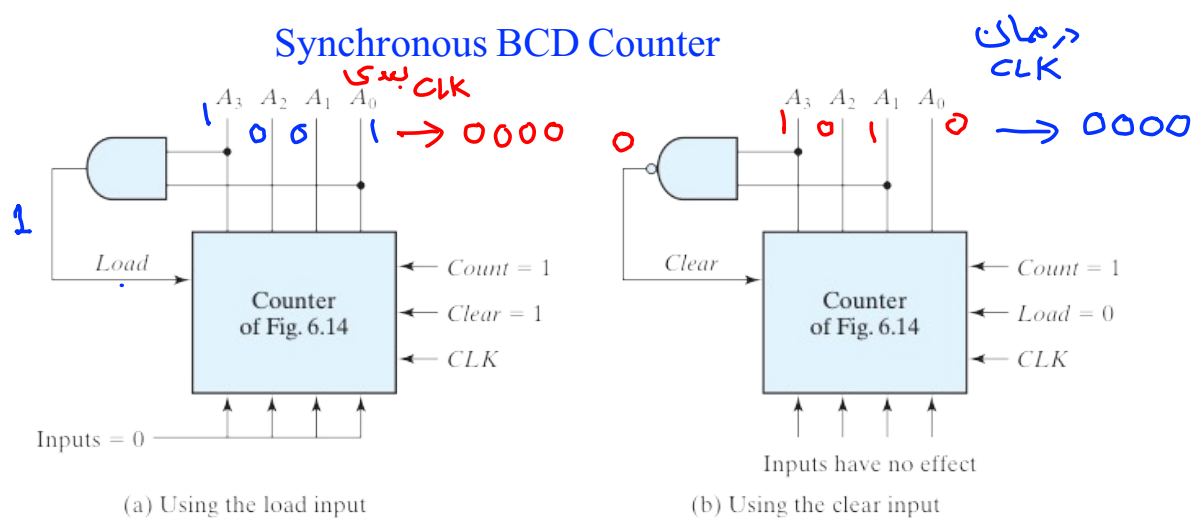 Synchronous BCD Counter
CLK بعدی
A3 A2 A1 A0
1 0 0 1 → 0000
1
Load
Counter
of Fig. 6.14
Count = 1
Clear = 1
CLK
Inputs = 0
(a) Using the load input
در همان
CLK
A3 A2 A1 A0
0
1 0 1 0 → 0000
Clear
Counter
of Fig. 6.14
Count = 1
Load = 0
CLK
Inputs have no effect
(b) Using the clear input